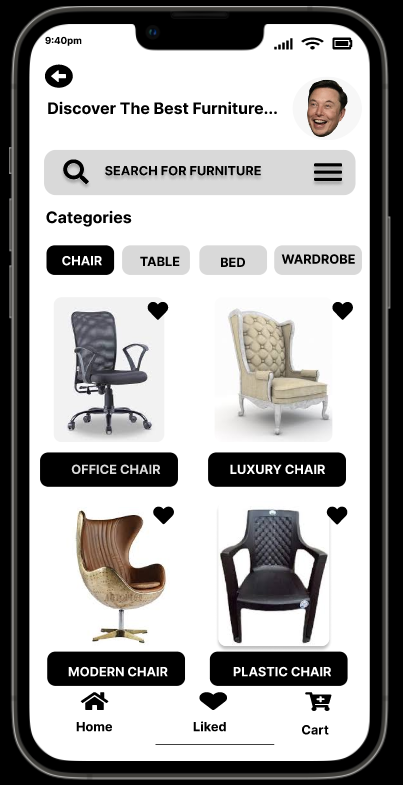 9:40pm
Discover The Best Furniture...
SEARCH FOR FURNITURE
Categories
CHAIR TABLE BED WARDROBE
OFFICE CHAIR LUXURY CHAIR
MODERN CHAIR PLASTIC CHAIR
Home Liked Cart